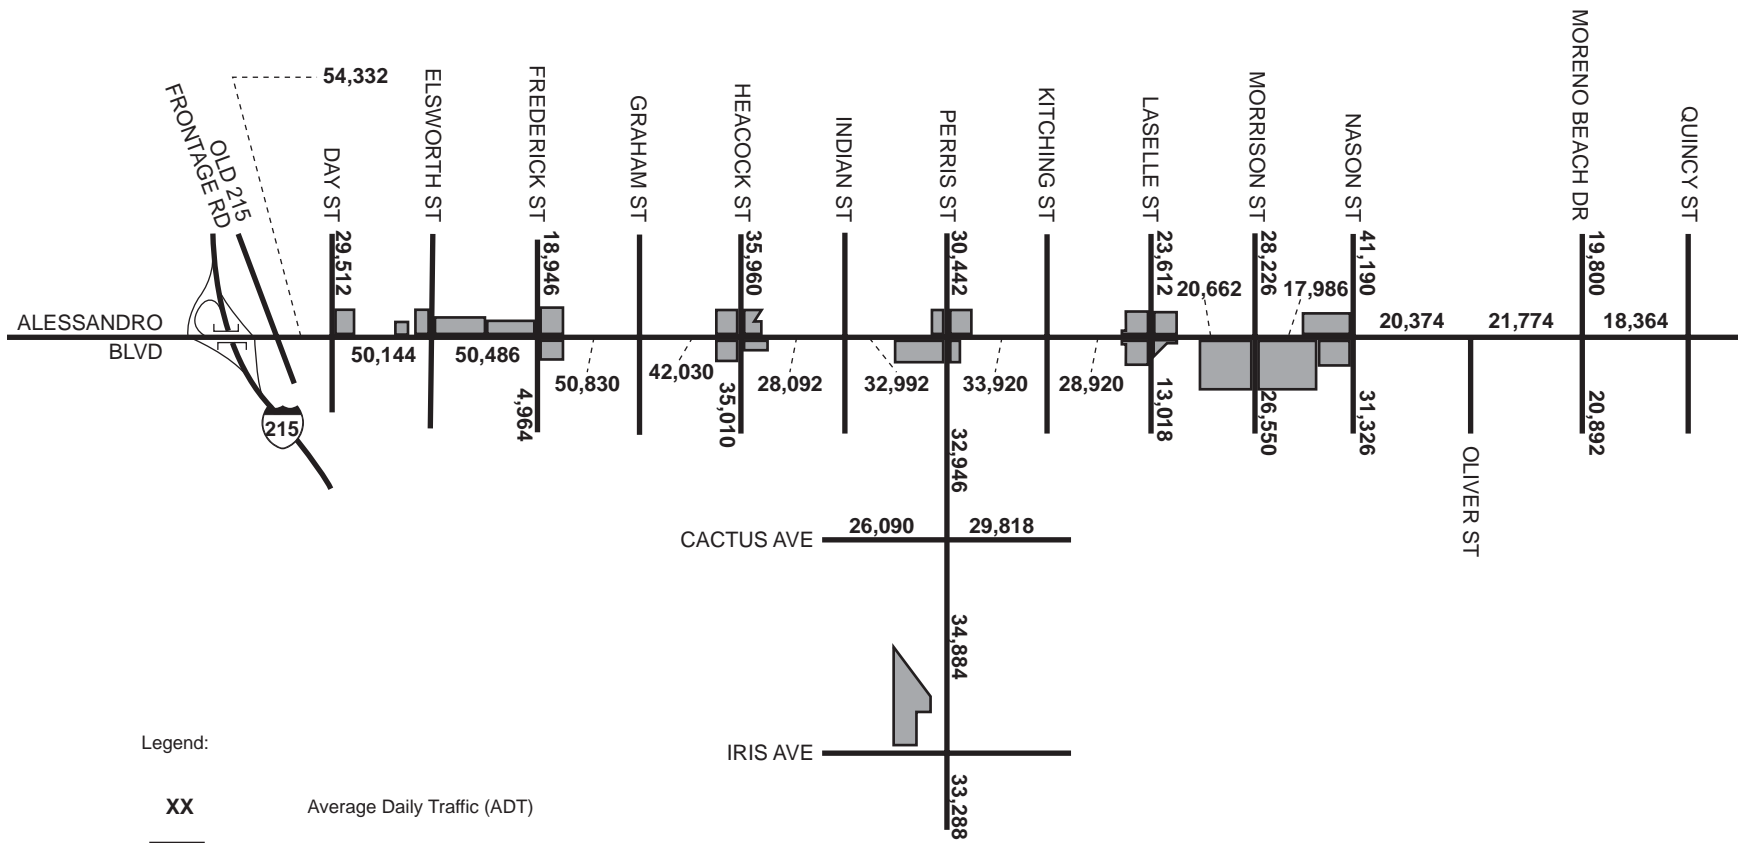 54,332
FRONTAGE RD
OLD 215
DAY ST
ELSWORTH ST
FREDERICK ST
GRAHAM ST
HEACOCK ST
INDIAN ST
PERRIS ST
KITCHING ST
LASELLE ST
MORRISON ST
NASON ST
MORENO BEACH DR
QUINCY ST
29,512
18,946
35,960
30,442
23,612
28,226
41,190
19,800
20,662
17,986
ALESSANDRO
BLVD
20,374
21,774
18,364
50,144
50,486
50,830
42,030
28,092
32,992
33,920
28,920
4,964
35,010
13,018
26,550
31,326
20,892
215
OLIVER ST
32,946
CACTUS AVE
26,090
29,818
34,884
IRIS AVE
33,288
Legend:
XX
Average Daily Traffic (ADT)